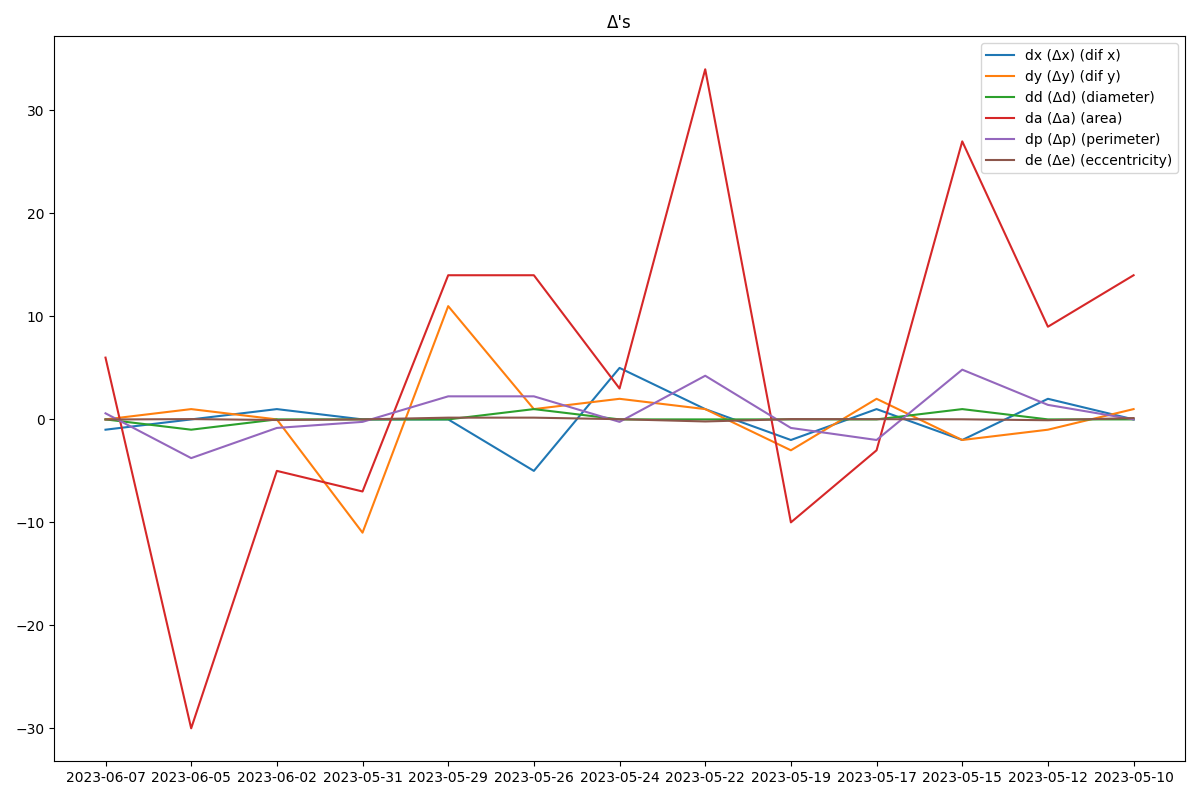 Δ's
dx (Δx) (dif x)
dy (Δy) (dif y)
dd (Δd) (diameter)
da (Δa) (area)
dp (Δp) (perimeter)
de (Δe) (eccentricity)
30
20
10
0
−10
−20
−30
2023-06-07 2023-06-05 2023-06-02 2023-05-31 2023-05-29 2023-05-26 2023-05-24 2023-05-22 2023-05-19 2023-05-17 2023-05-15 2023-05-12 2023-05-10